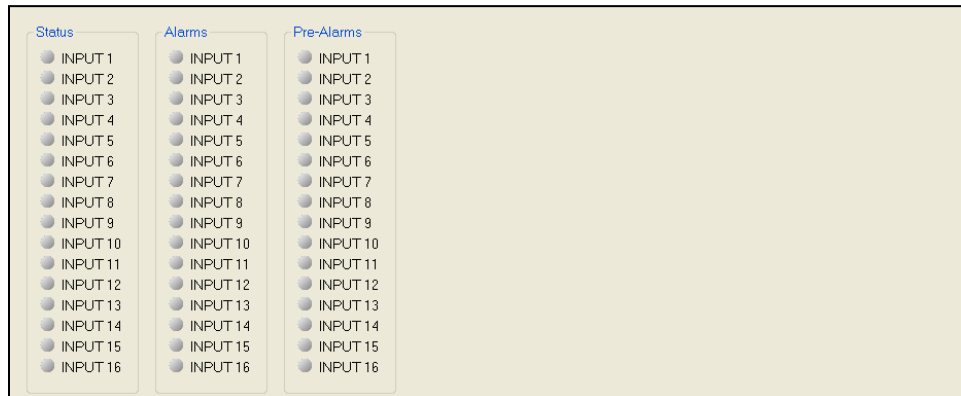 Status
INPUT 1
INPUT 2
INPUT 3
INPUT 4
INPUT 5
INPUT 6
INPUT 7
INPUT 8
INPUT 9
INPUT 10
INPUT 11
INPUT 12
INPUT 13
INPUT 14
INPUT 15
INPUT 16
Alarms
INPUT 1
INPUT 2
INPUT 3
INPUT 4
INPUT 5
INPUT 6
INPUT 7
INPUT 8
INPUT 9
INPUT 10
INPUT 11
INPUT 12
INPUT 13
INPUT 14
INPUT 15
INPUT 16
Pre-Alarms
INPUT 1
INPUT 2
INPUT 3
INPUT 4
INPUT 5
INPUT 6
INPUT 7
INPUT 8
INPUT 9
INPUT 10
INPUT 11
INPUT 12
INPUT 13
INPUT 14
INPUT 15
INPUT 16